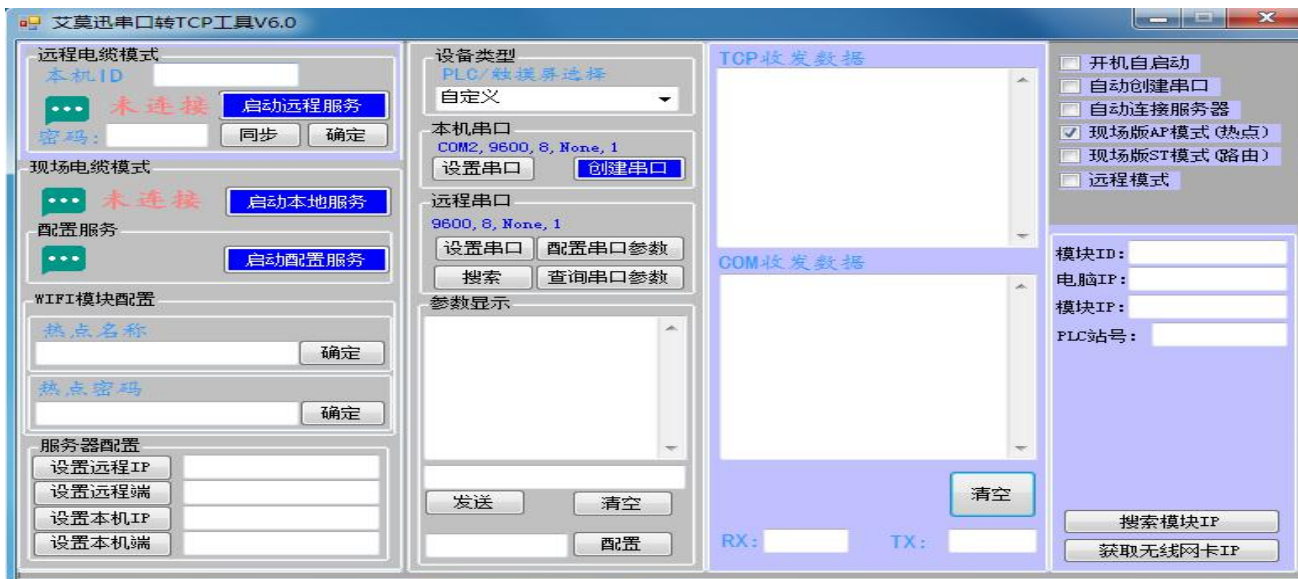 艾莫迅串口转TCP工具V6.0
远程电缆模式
本机ID
未连接
启动远程服务
密码:
同步
确定
现场电缆模式
未连接
启动本地服务
配置服务
启动配置服务
WIFI模块配置
热点名称
确定
热点密码
确定
服务器配置
设置远程IP
设置远程端
设置本机IP
设置本机端
设备类型
PLC/触摸屏选择
自定义
本机串口
COM2, 9600, 8, None, 1
设置串口
创建串口
远程串口
9600, 8, None, 1
设置串口
配置串口参数
搜索
查询串口参数
参数显示
发送
清空
配置
TCP收发数据
COM收发数据
清空
RX:
TX:
开机自启动
自动创建串口
自动连接服务器
现场版AP模式(热点)
现场版ST模式(路由)
远程模式
模块ID:
电脑IP:
模块IP:
PLC站号:
搜索模块IP
获取无线网卡IP